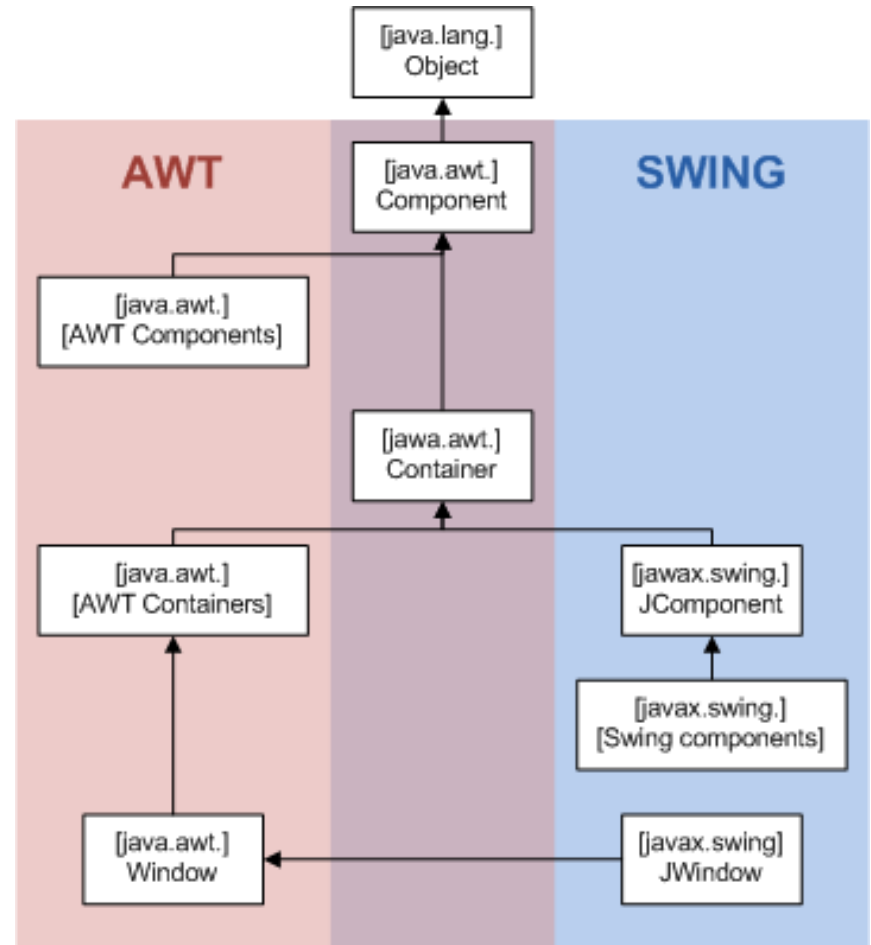 [java.lang.]
Object
AWT
[java.awt.]
Component
SWING
[java.awt.]
[AWT Components]
[jawa.awt.]
Container
[java.awt.]
[AWT Containers]
[jawax.swing.]
JComponent
[javax.swing.]
[Swing components]
[java.awt.]
Window
[javax.swing]
JWindow